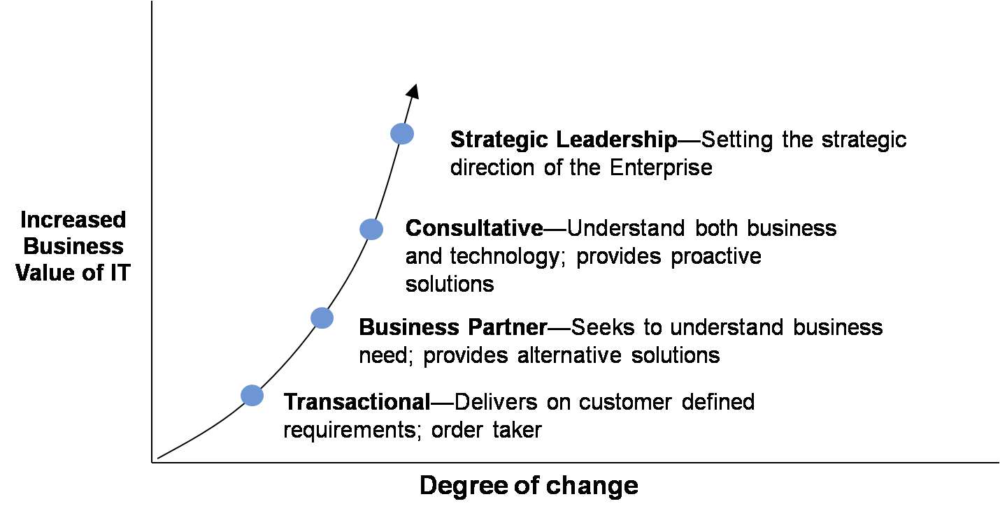 Strategic Leadership—Setting the strategic
direction of the Enterprise
Increased
Business
Value of IT
Consultative—Understand both business
and technology; provides proactive
solutions
Business Partner—Seeks to understand business
need; provides alternative solutions
Transactional—Delivers on customer defined
requirements; order taker
Degree of change